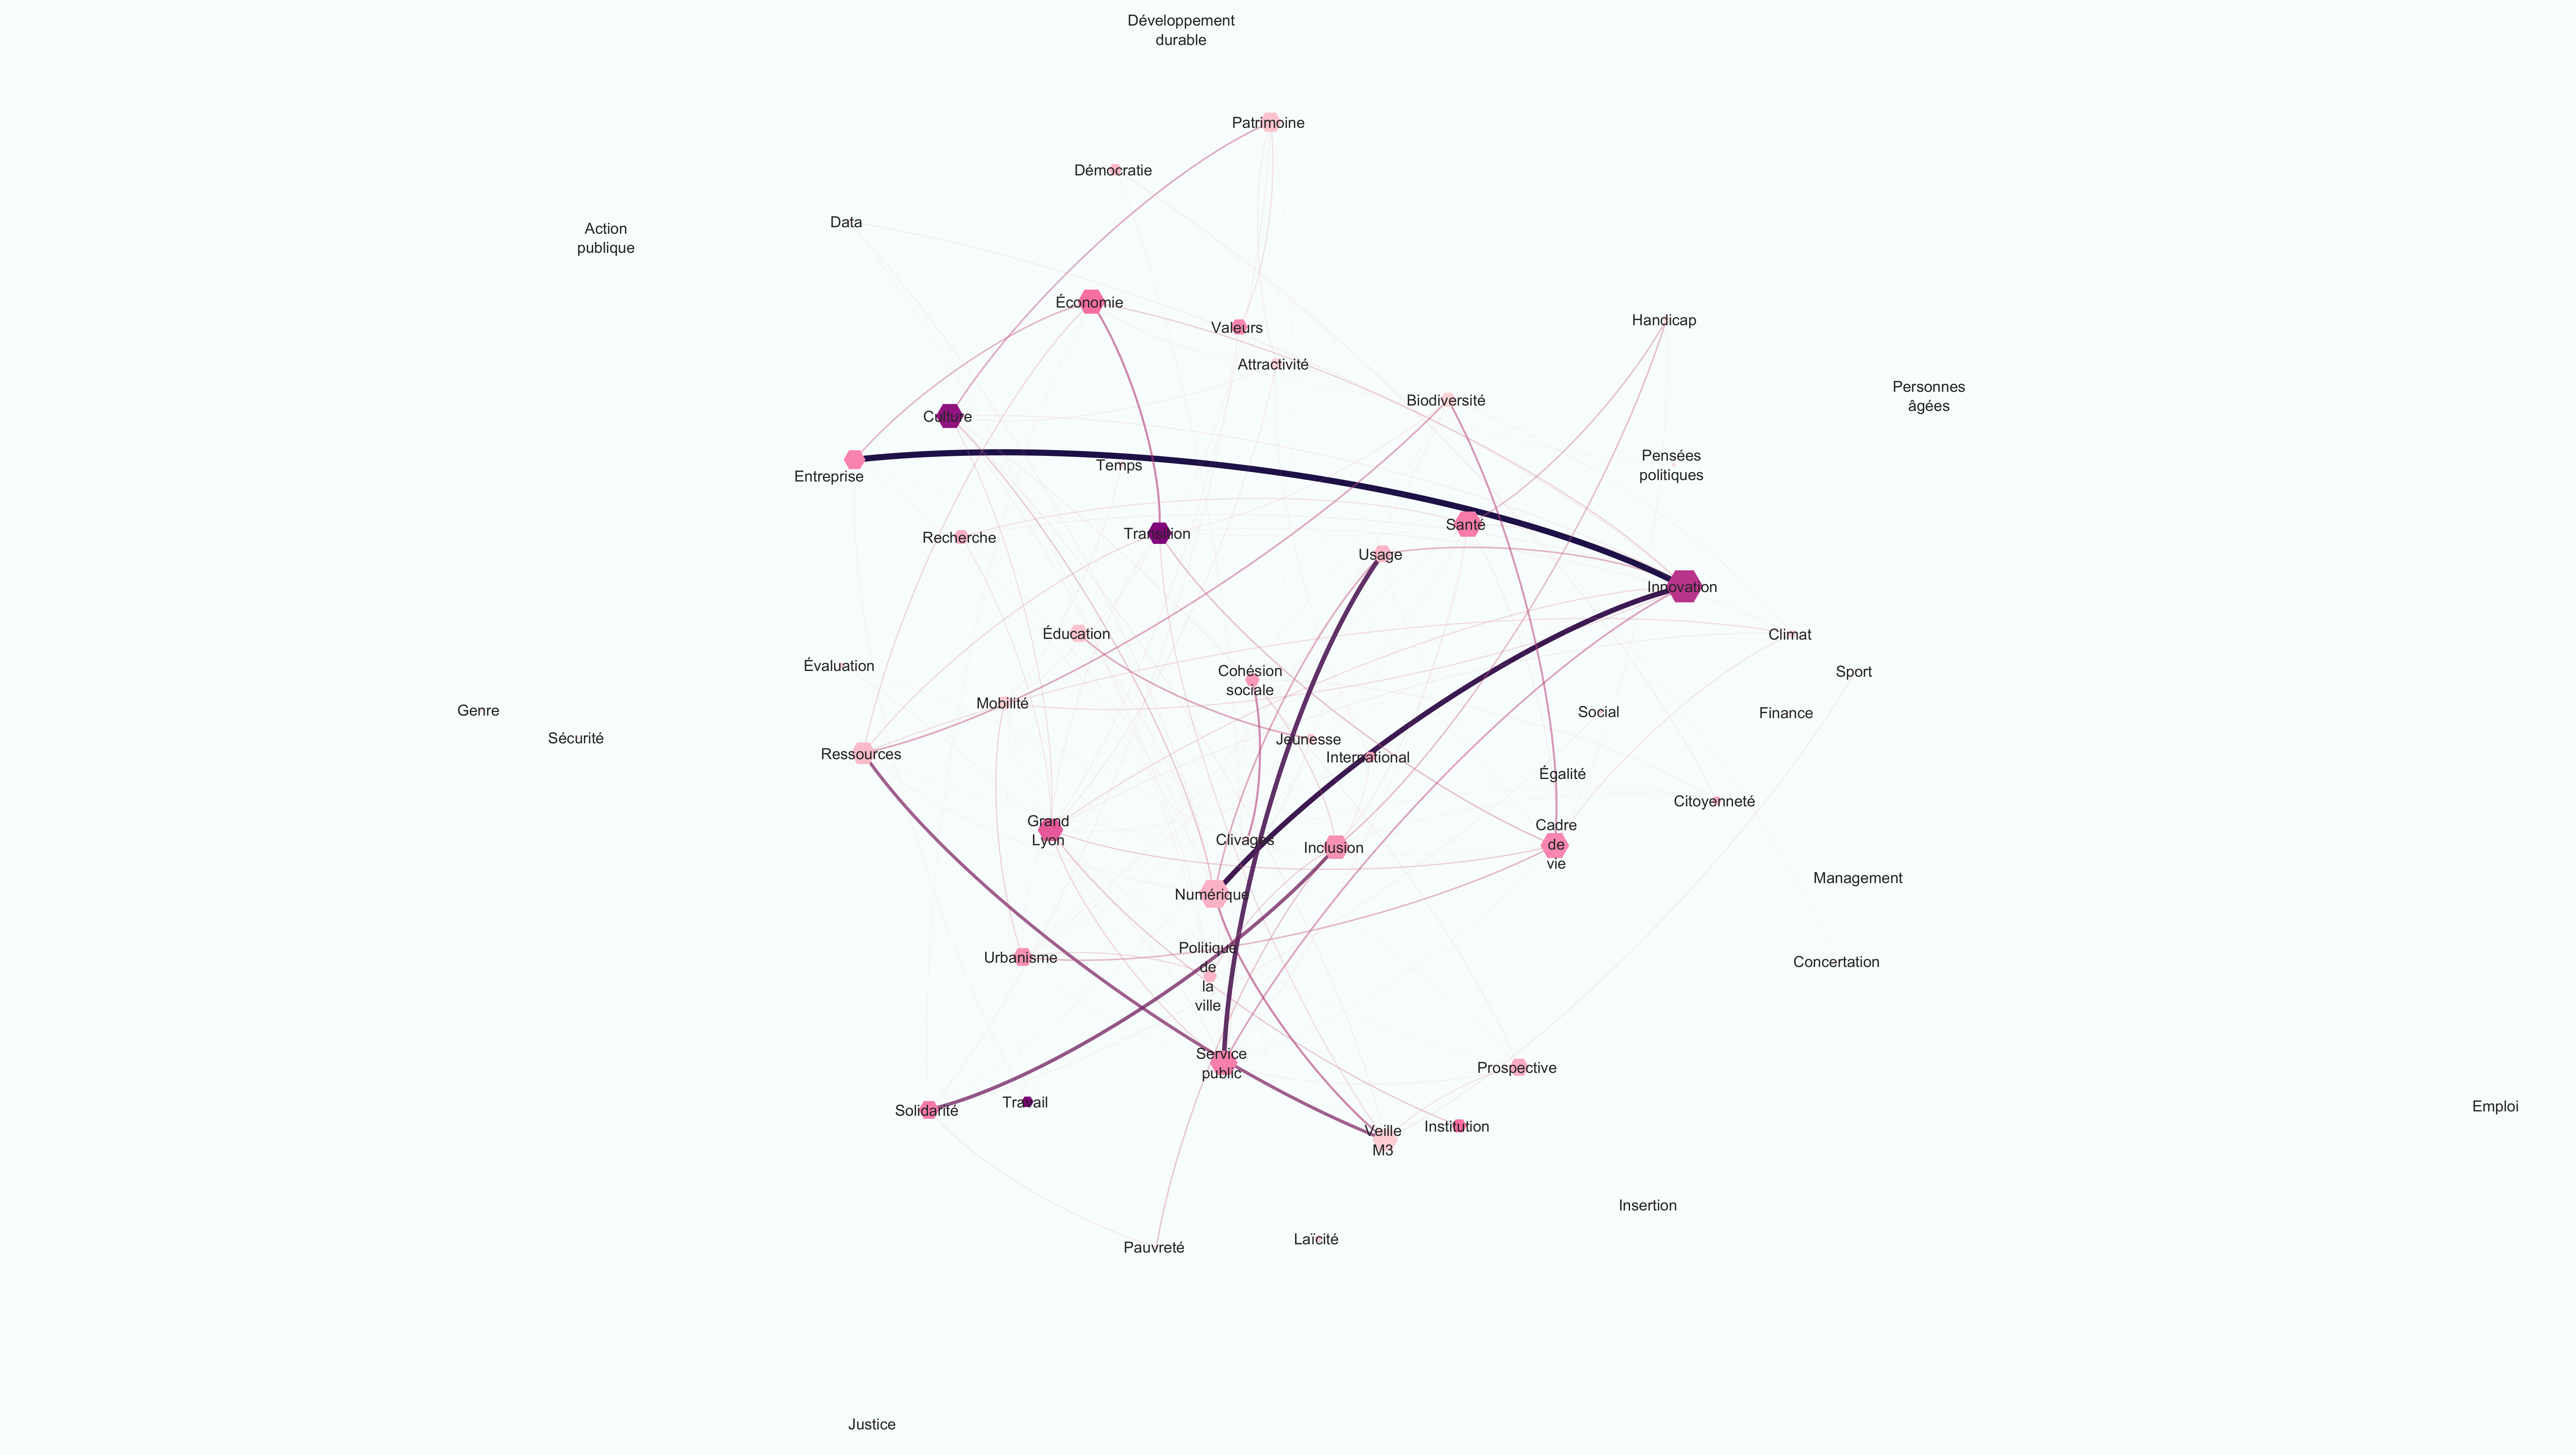 Développement
durable
Patrimoine
Démocratie
Data
Action
publique
Économie
Handicap
Valeurs
Attractivité
Personnes
âgées
Biodiversité
Culture
Pensées
politiques
Temps
Entreprise
Santé
Transition
Recherche
Usage
Innovation
Éducation
Climat
Évaluation
Sport
Cohésion
sociale
Mobilité
Genre
Social
Finance
Sécurité
Jeunesse
Ressources
International
Égalité
Citoyenneté
Grand
Lyon
Cadre
de
vie
Clivages
Inclusion
Management
Numérique
Urbanisme
Politique
de
la
ville
Concertation
Service
public
Prospective
Travail
Emploi
Solidarité
Institution
Veille
M3
Insertion
Laïcité
Pauvreté
Justice